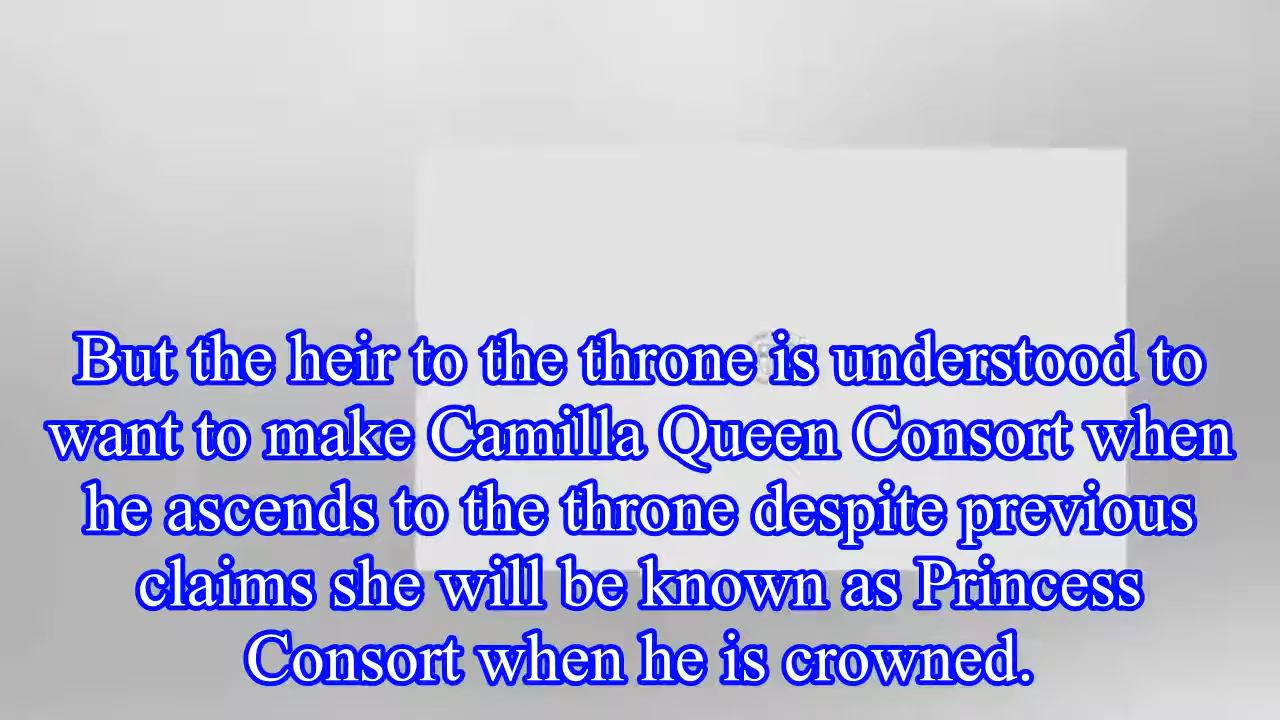 But the heir to the throne is understood to
want to make Camilla Queen Consort when
he ascends to the throne despite previous
claims she will be known as Princess
Consort when he is crowned.